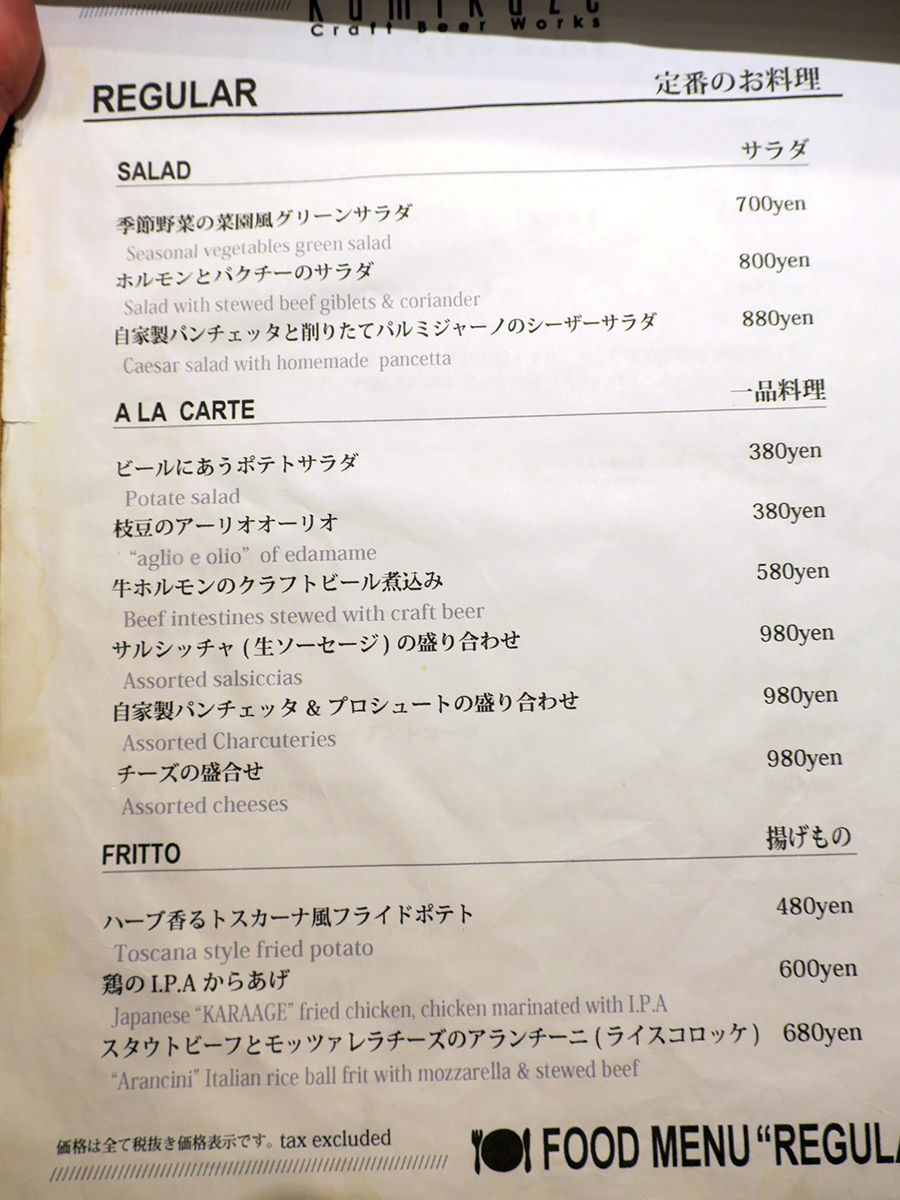 Kamikaze
Craft Beer Works
REGULAR 定番のお料理
SALAD サラダ
季節野菜の菜園風グリーンサラダ 700yen
Seasonal vegetables green salad
ホルモンとパクチーのサラダ 800yen
Salad with stewed beef giblets & coriander
自家製パンチェッタと削りたてパルミジャーノのシーザーサラダ 880yen
Caesar salad with homemade pancetta
A LA CARTE 一品料理
ビールにあうポテトサラダ 380yen
Potate salad
枝豆のアーリオオーリオ 380yen
“aglio e olio” of edamame
牛ホルモンのクラフトビール煮込み 580yen
Beef intestines stewed with craft beer
サルシッチャ (生ソーセージ) の盛り合わせ 980yen
Assorted salsiccias
自家製パンチェッタ & プロシュートの盛り合わせ 980yen
Assorted Charcuteries
チーズの盛合せ 980yen
Assorted cheeses
FRITTO 揚げもの
ハーブ香るトスカーナ風フライドポテト 480yen
Toscana style fried potato
鶏の I.P.A からあげ 600yen
Japanese “KARAAGE” fried chicken, chicken marinated with I.P.A
スタウトビーフとモッツァレラチーズのアランチーニ (ライスコロッケ) 680yen
“Arancini” Italian rice ball frit with mozzarella & stewed beef
価格は全て税抜き価格表示です。tax excluded
FOOD MENU “REGULA